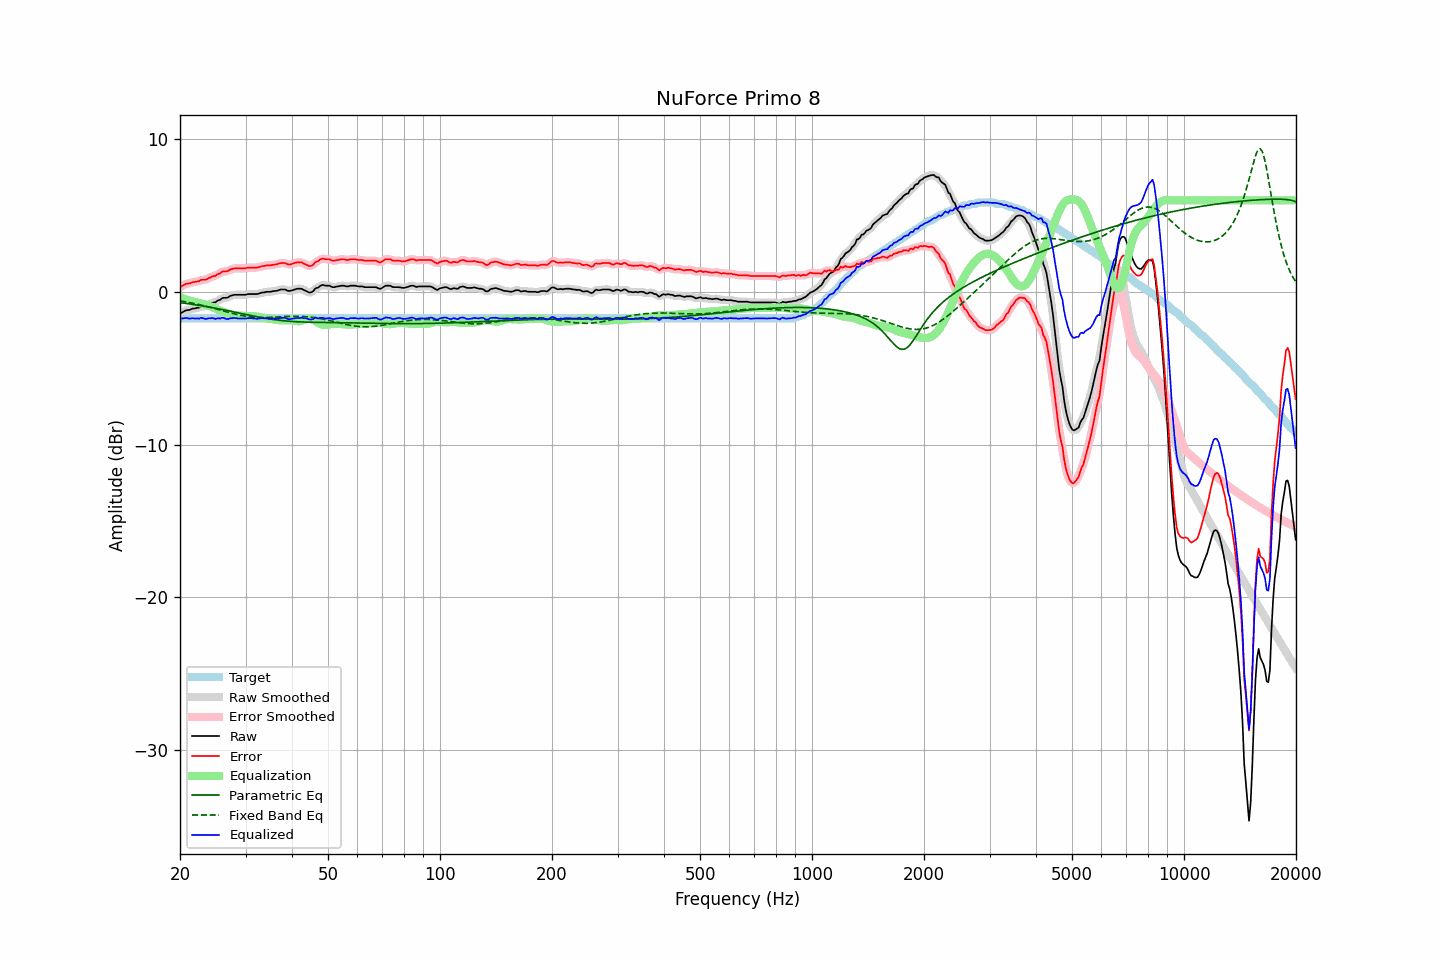 NuForce Primo 8
10
0
−10
−20
−30
Amplitude (dBr)
Target
Raw Smoothed
Error Smoothed
Raw
Error
Equalization
Parametric Eq
Fixed Band Eq
Equalized
20 50 100 200 500 1000 2000 5000 10000 20000
Frequency (Hz)